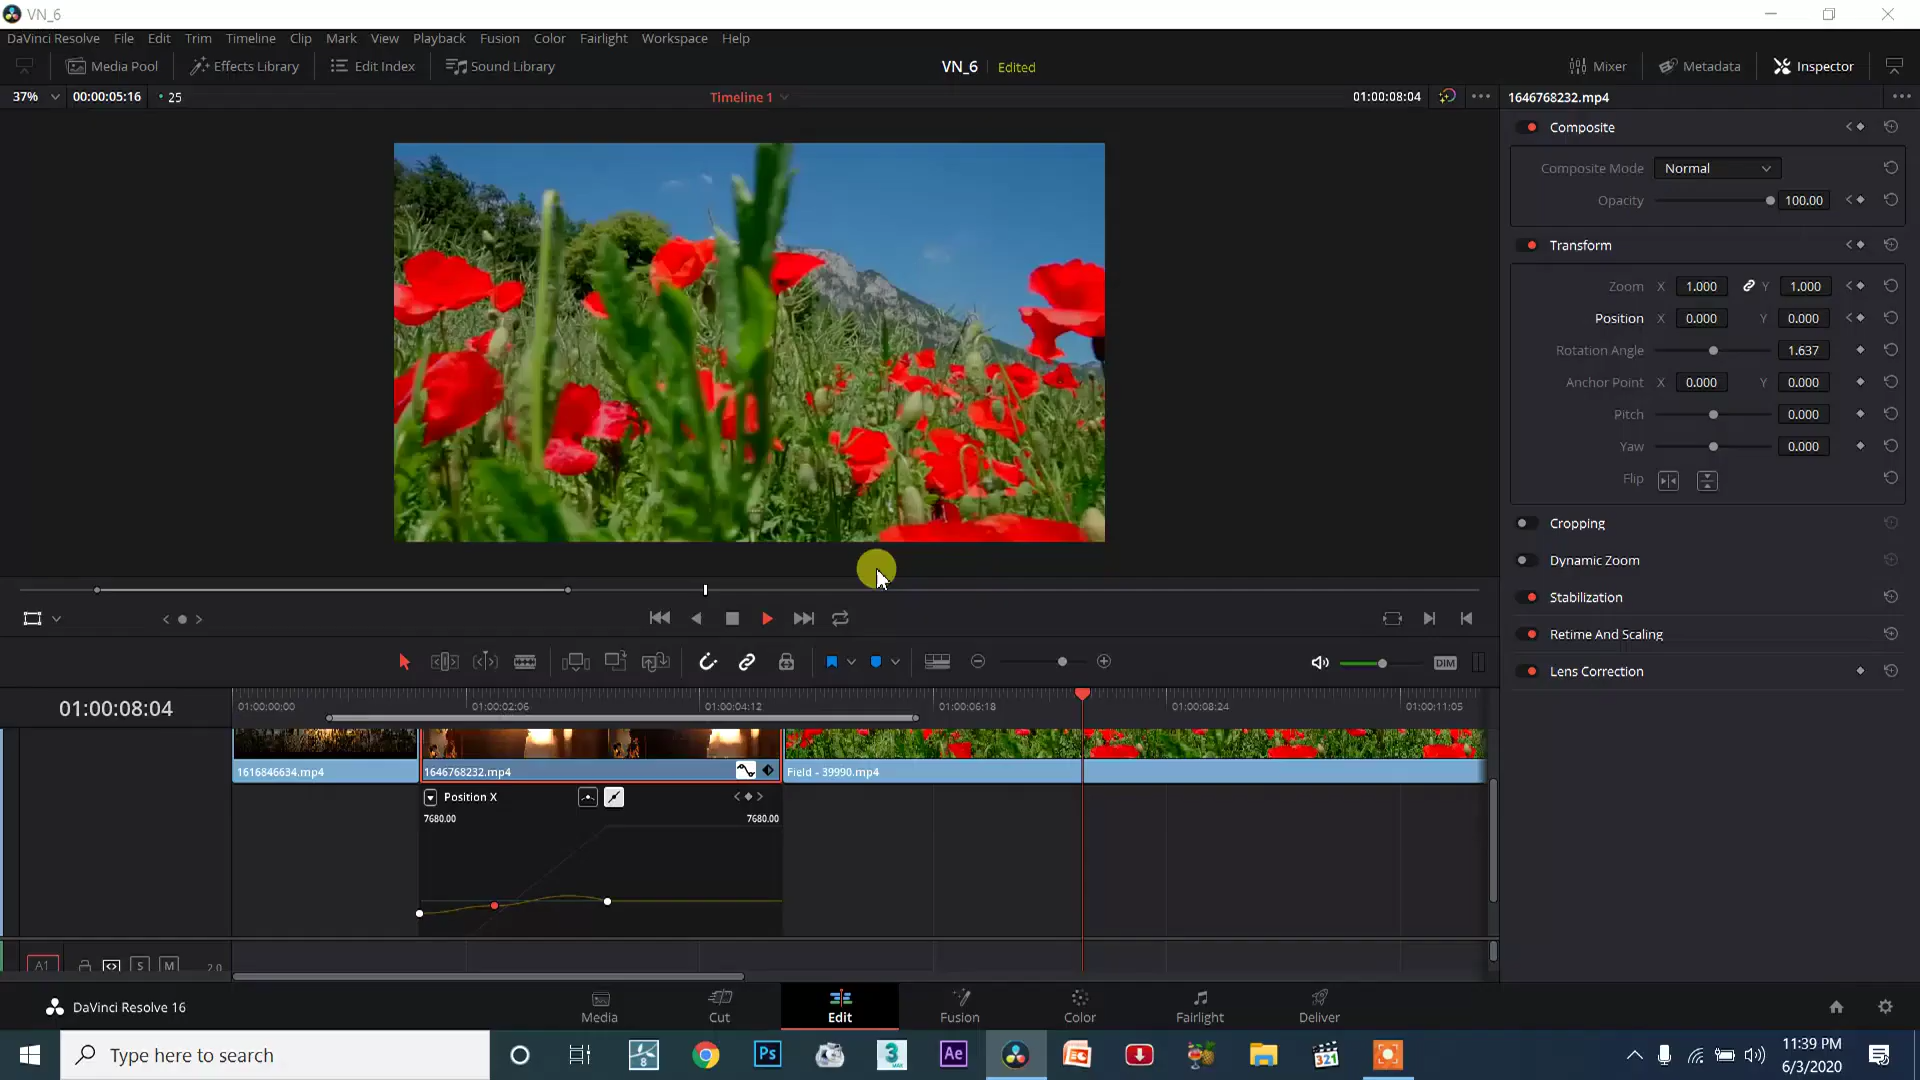 VN_6
DaVinci Resolve File Edit Trim Timeline Clip Mark View Playback Fusion Color Fairlight Workspace Help
Media Pool Effects Library Edit Index Sound Library VN_6 Edited Mixer Metadata Inspector
37% 00:00:05:16 25 Timeline 1 01:00:08:04 1646768232.mp4
Composite
Composite Mode Normal
Opacity 100.00
Transform
Zoom X 1.000 Y 1.000
Position X 0.000 Y 0.000
Rotation Angle 1.637
Anchor Point X 0.000 Y 0.000
Pitch 0.000
Yaw 0.000
Flip
Cropping
Dynamic Zoom
Stabilization
Retime And Scaling
Lens Correction
DIM
01:00:08:04 01:00:00:00 01:00:02:06 01:00:04:12 01:00:06:18 01:00:08:24 01:00:11:05
1616846634.mp4 1646768232.mp4 Field - 39990.mp4
Position X
7680.00 7680.00
A1 S M 2.0
DaVinci Resolve 16 Media Cut Edit Fusion Color Fairlight Deliver
Type here to search 8 Ps 3 MAX Ae 321 11:39 PM
6/3/2020